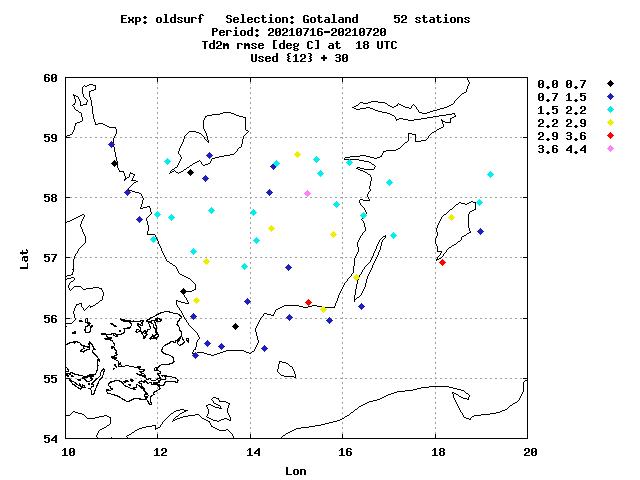 Exp: oldsurf   Selection: Gotaland     52 stations
Period: 20210716-20210720
Td2m rmse [deg C] at  18 UTC
Used {12} + 30
0.0 0.7
0.7 1.5
1.5 2.2
2.2 2.9
2.9 3.6
3.6 4.4
60
59
58
57
56
55
54
Lat
10 12 14 16 18 20
Lon